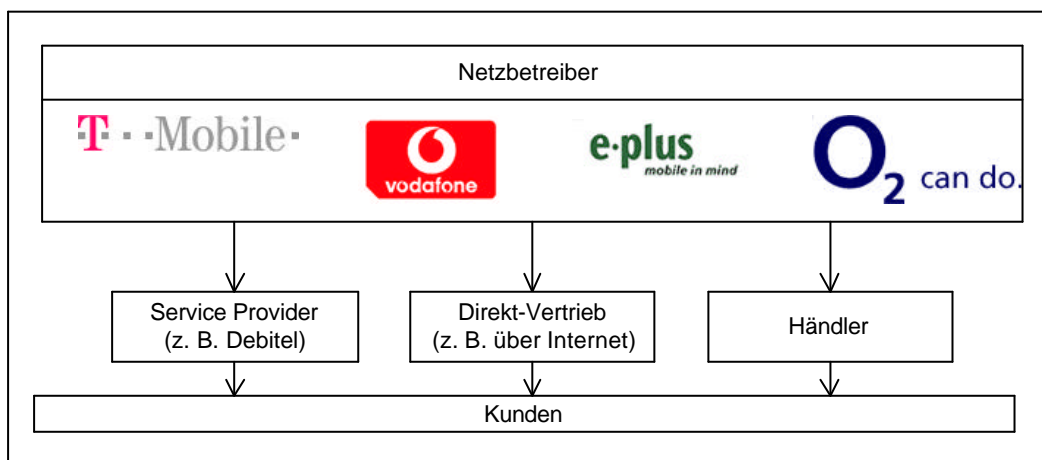 Netzbetreiber
T··Mobile·
vodafone
e·plus
mobile in mind
O2 can do.
Service Provider
(z. B. Debitel)
Direkt-Vertrieb
(z. B. über Internet)
Händler
Kunden